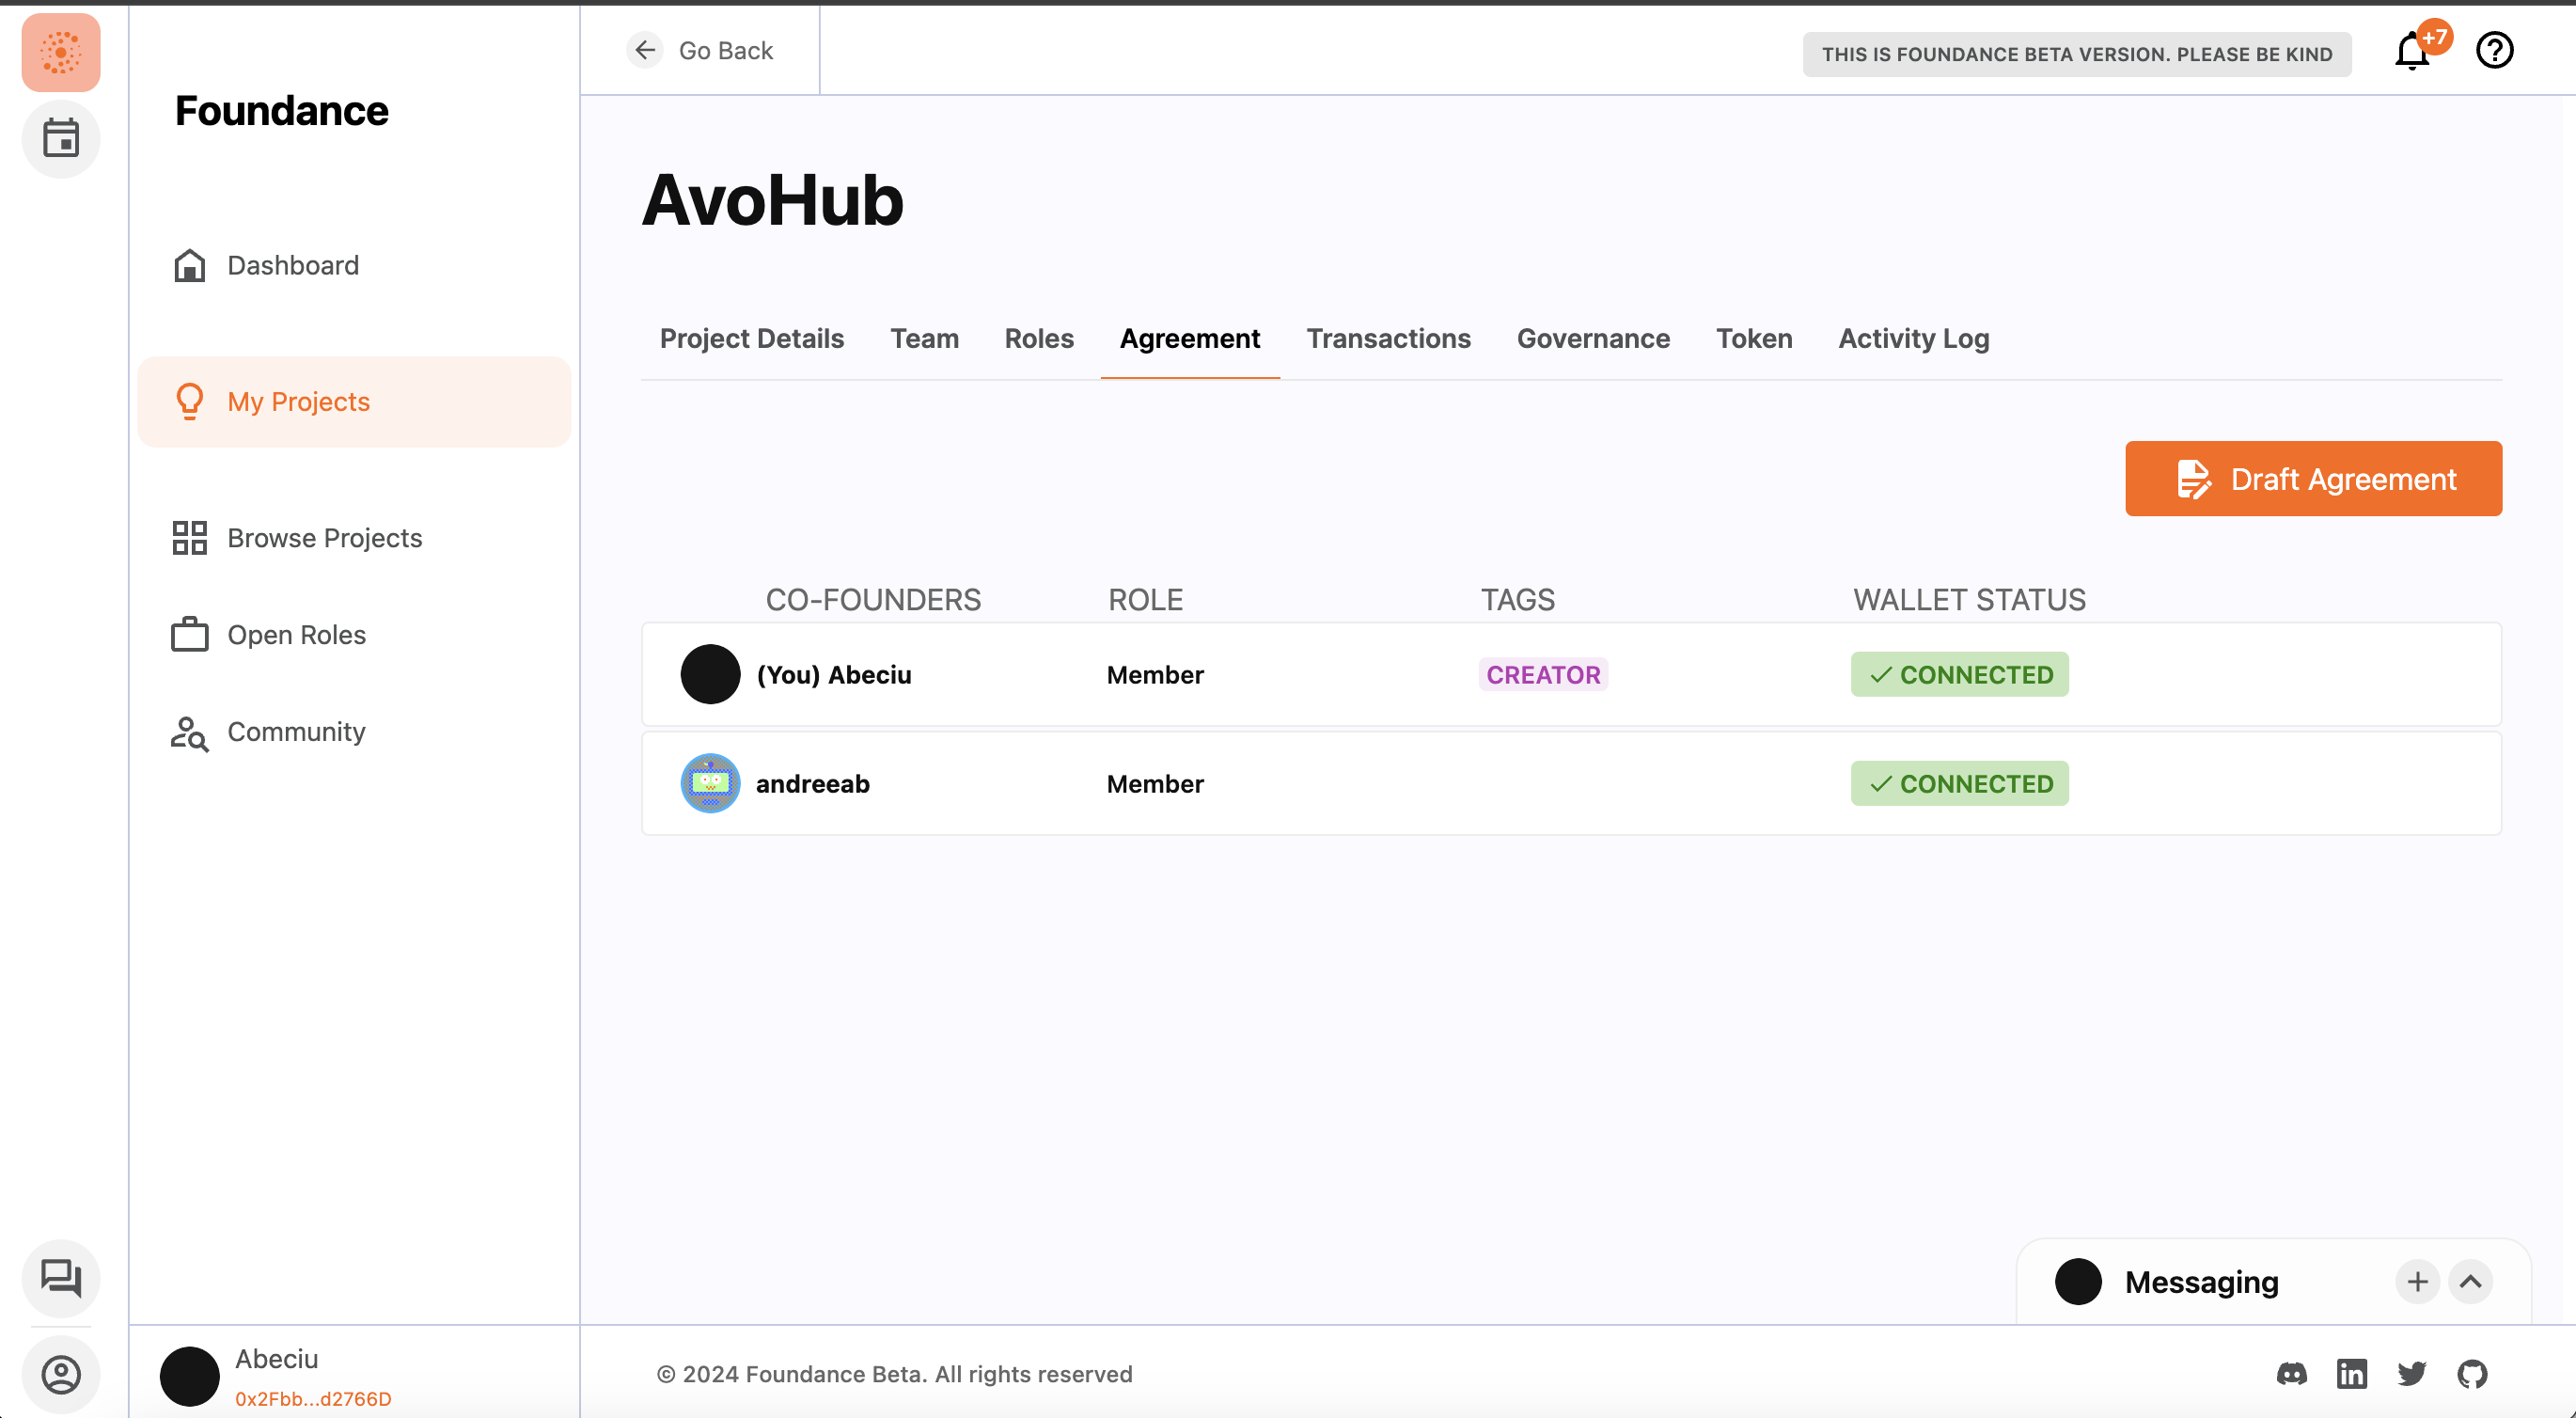 Foundance
Dashboard
My Projects
Browse Projects
Open Roles
Community
Abeciu
0x2Fbb...d2766D
Go Back
THIS IS FOUNDANCE BETA VERSION. PLEASE BE KIND
+7
AvoHub
Project Details Team Roles Agreement Transactions Governance Token Activity Log
Draft Agreement
CO-FOUNDERS ROLE TAGS WALLET STATUS
(You) Abeciu Member CREATOR CONNECTED
andreeab Member CONNECTED
Messaging
© 2024 Foundance Beta. All rights reserved